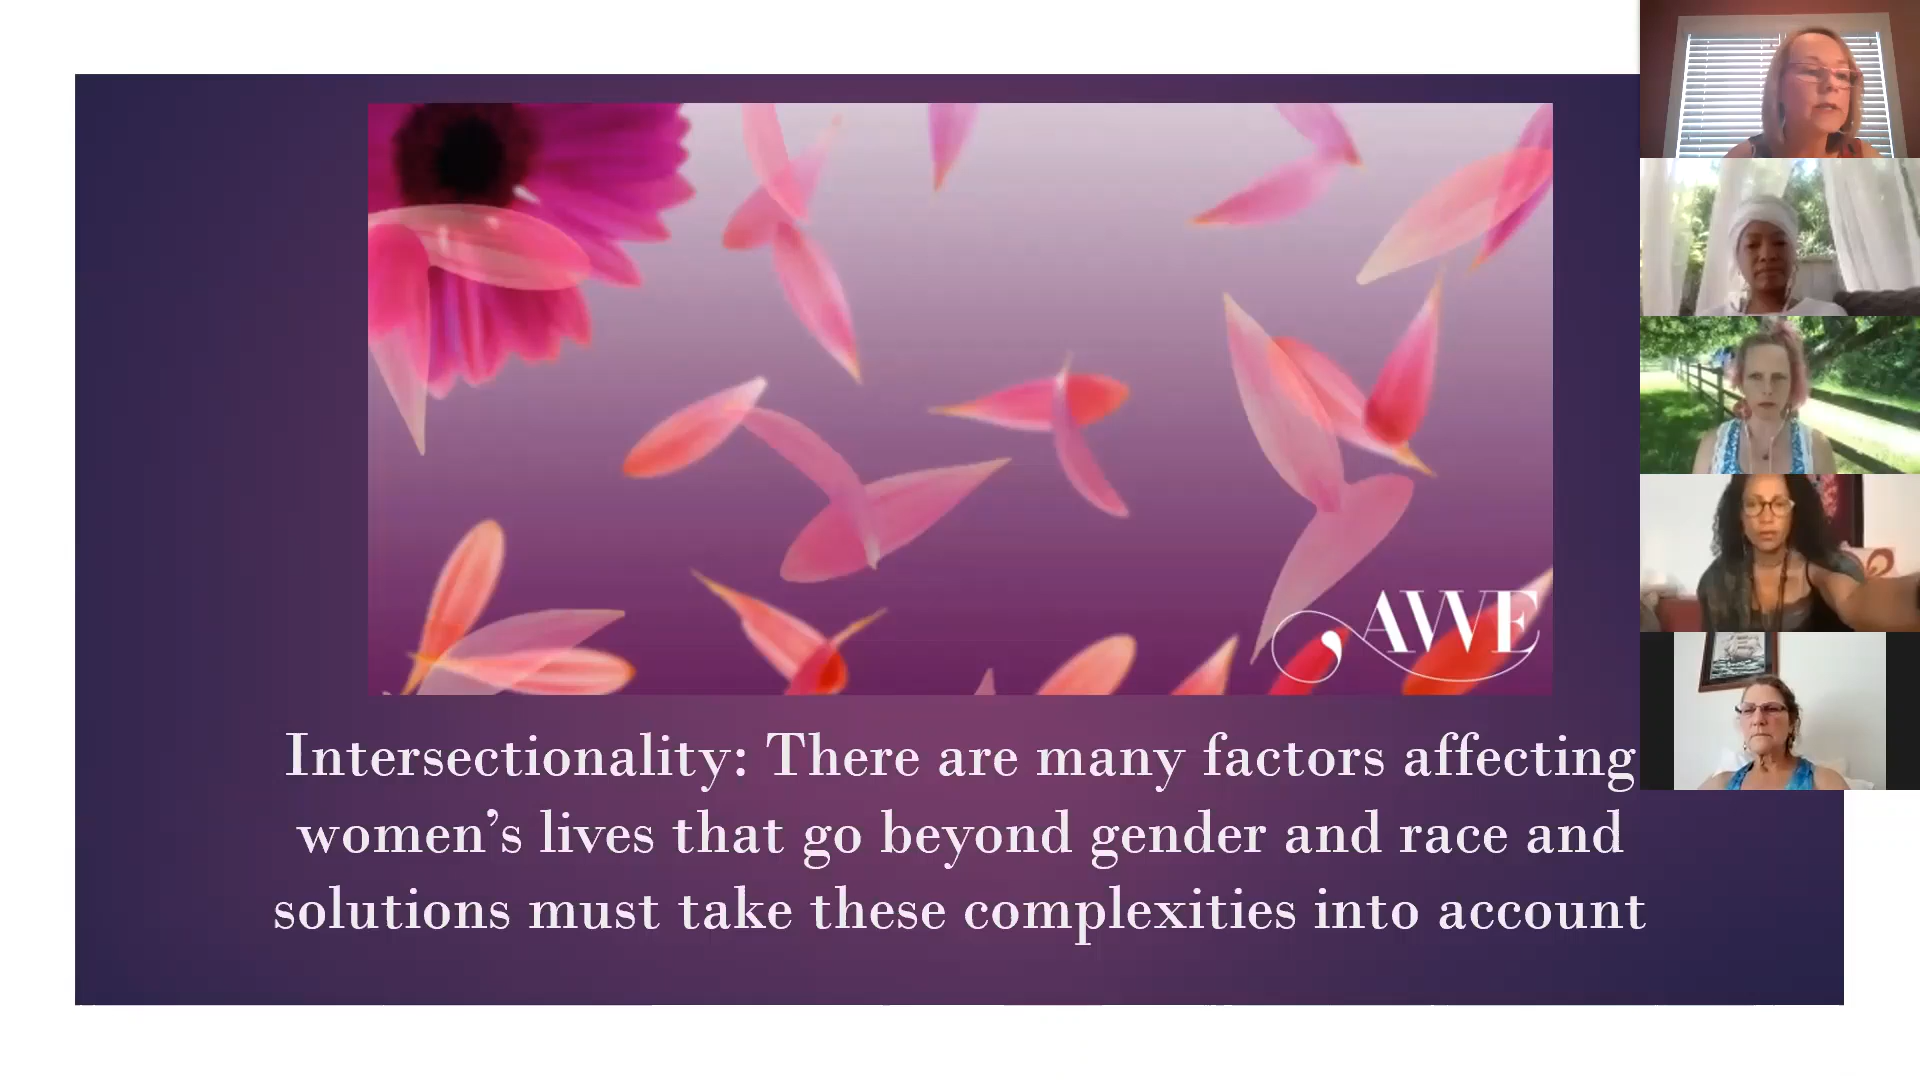 AWE
Intersectionality: There are many factors affecting
women’s lives that go beyond gender and race and
solutions must take these complexities into account